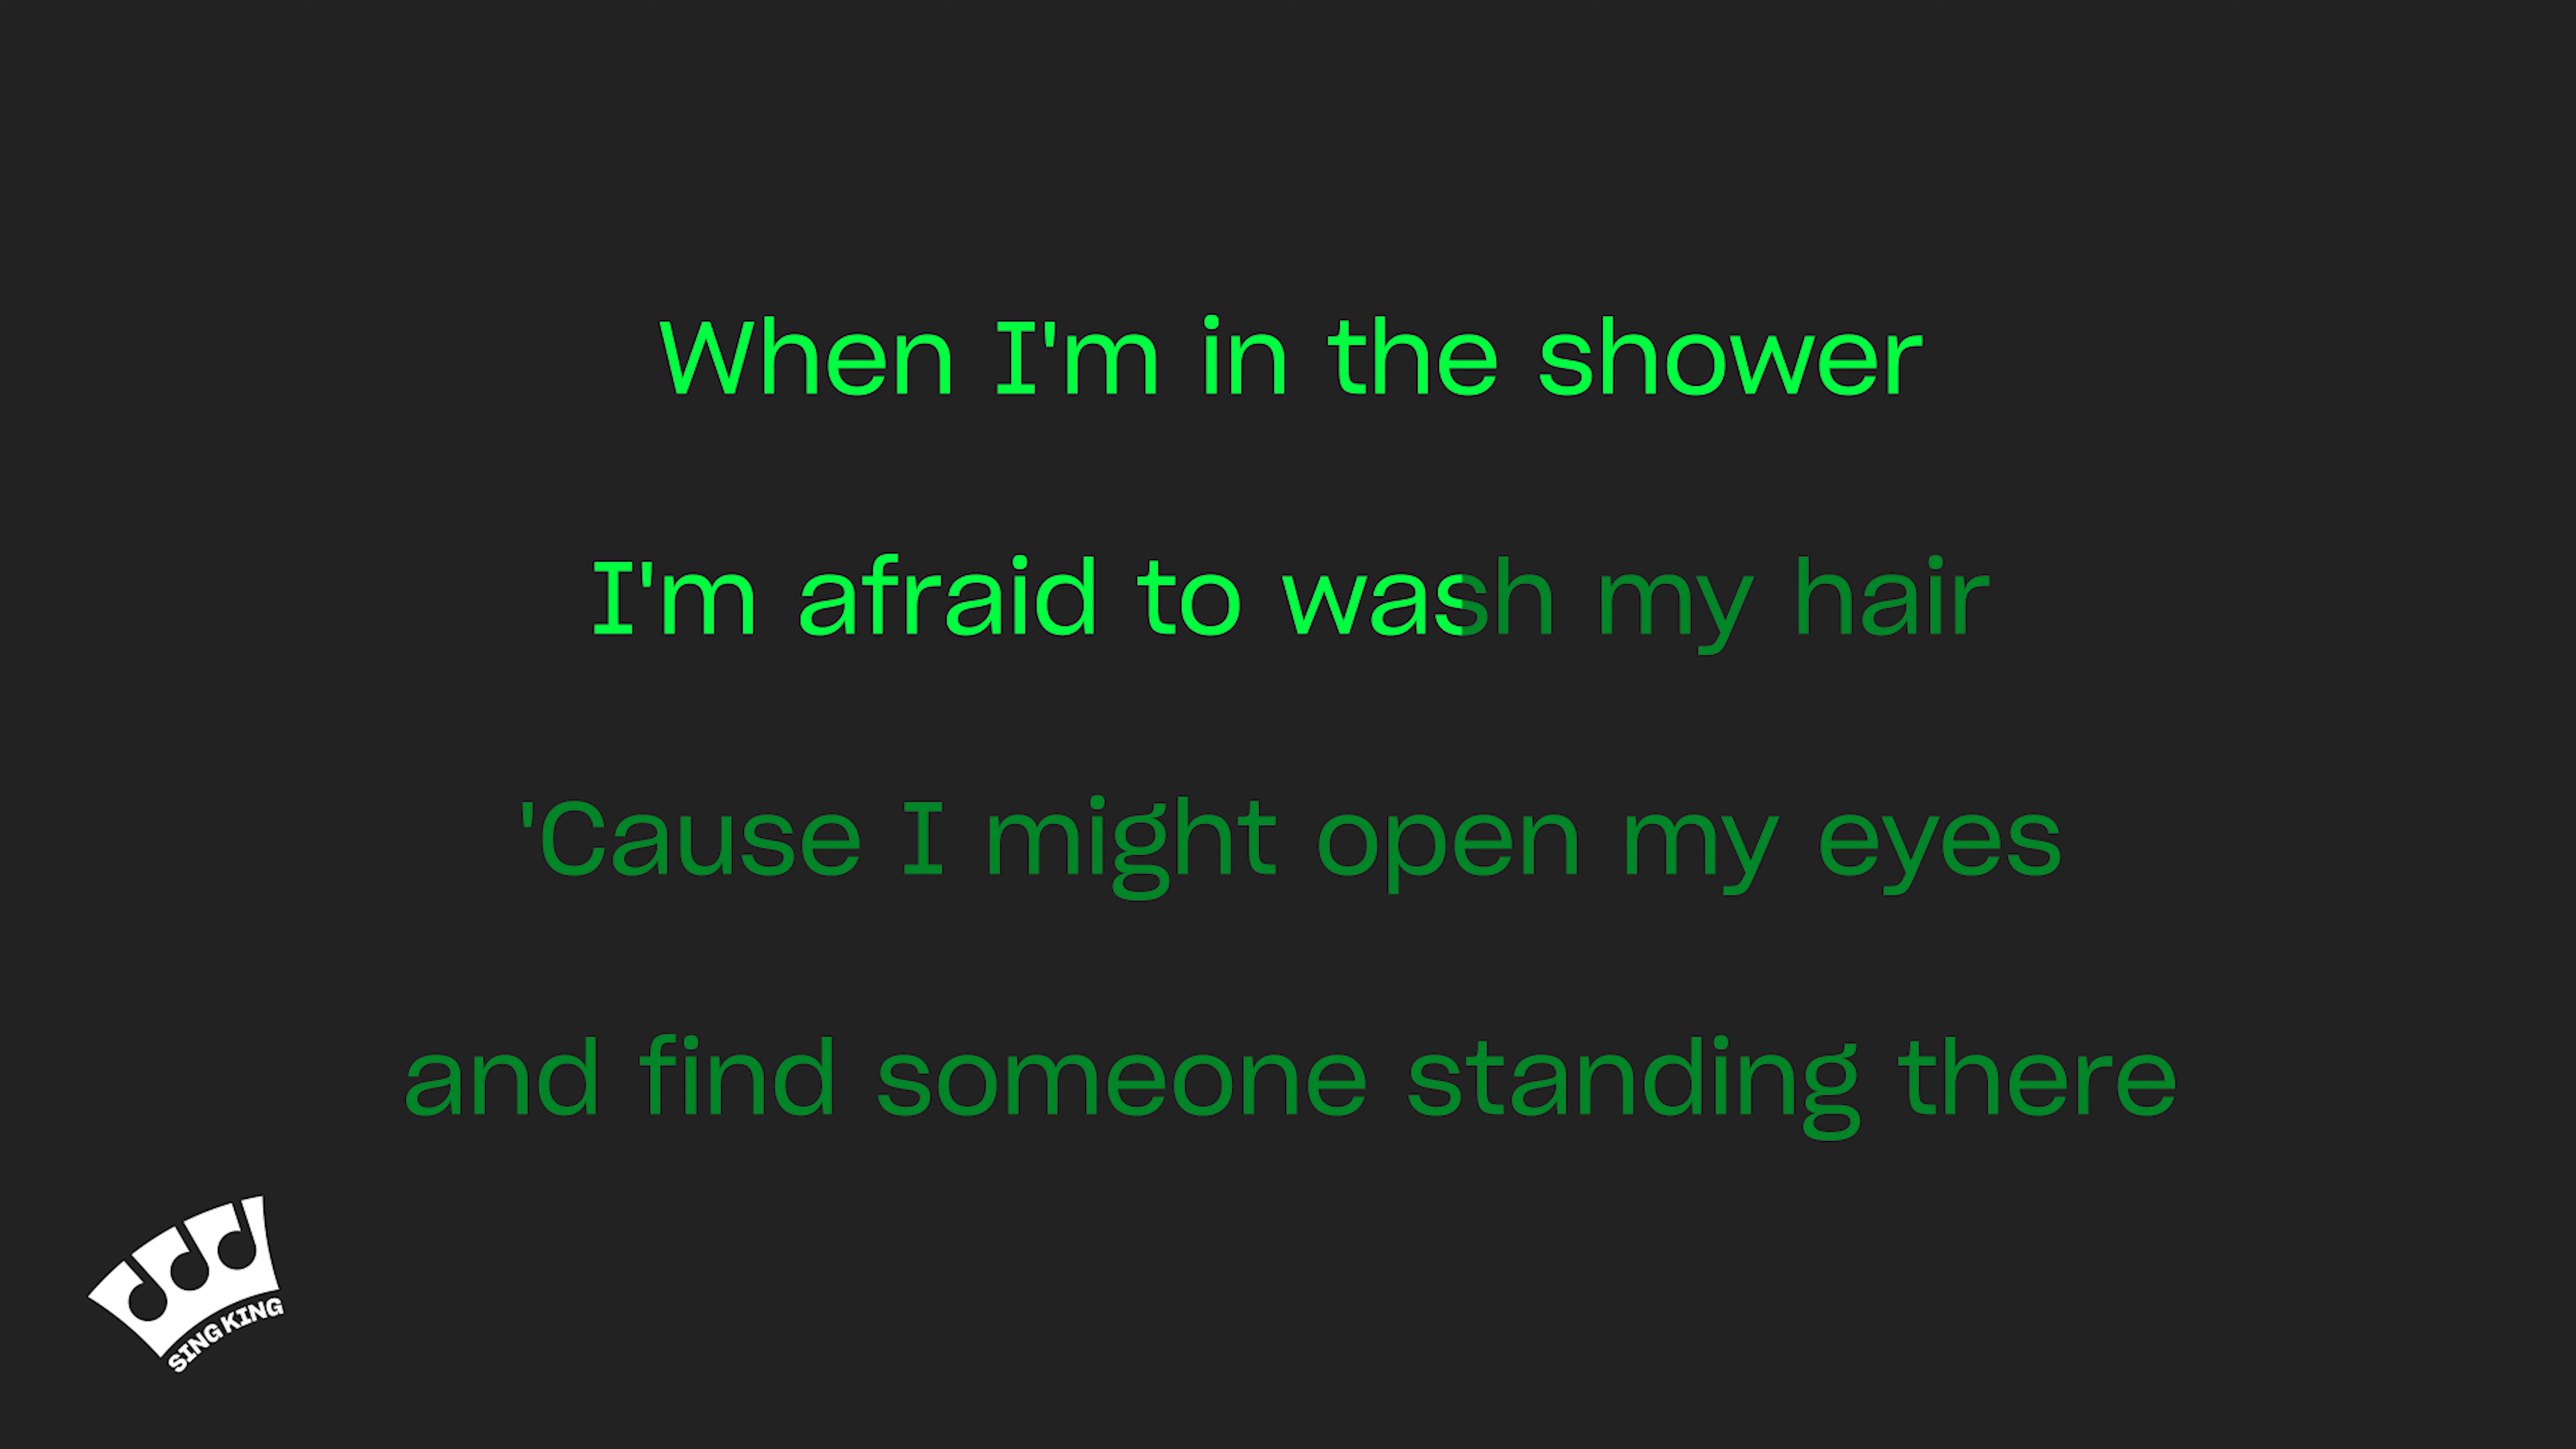 When I'm in the shower
I'm afraid to wash my hair
'Cause I might open my eyes
and find someone standing there
SING KING